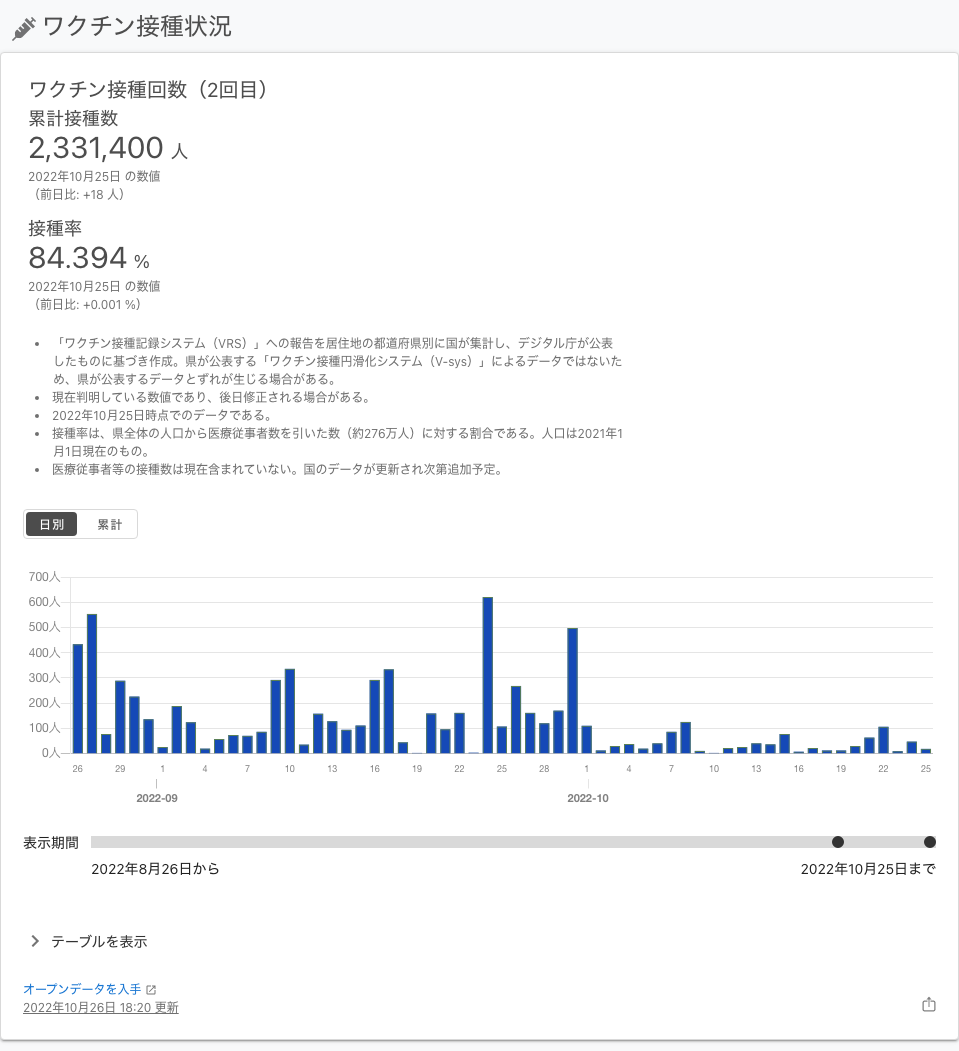 ワクチン接種状況
ワクチン接種回数（2回目）
累計接種数
2,331,400 人
2022年10月25日 の数値
（前日比: +18 人）
接種率
84.394 %
2022年10月25日 の数値
（前日比: +0.001 %）
• 「ワクチン接種記録システム（VRS）」への報告を居住地の都道府県別に国が集計し、デジタル庁が公表
したものに基づき作成。県が公表する「ワクチン接種円滑化システム（V-sys）」によるデータではないた
め、県が公表するデータとずれが生じる場合がある。
• 現在判明している数値であり、後日修正される場合がある。
• 2022年10月25日時点でのデータである。
• 接種率は、県全体の人口から医療従事者数を引いた数（約276万人）に対する割合である。人口は2021年1
月1日現在のもの。
• 医療従事者等の接種数は現在含まれていない。国のデータが更新され次第追加予定。
日別 累計
700人
600人
500人
400人
300人
200人
100人
0人
26 29 1 4 7 10 13 16 19 22 25 28 1 4 7 10 13 16 19 22 25
2022-09 2022-10
表示期間
2022年8月26日から 2022年10月25日まで
テーブルを表示
オープンデータを入手
2022年10月26日 18:20 更新